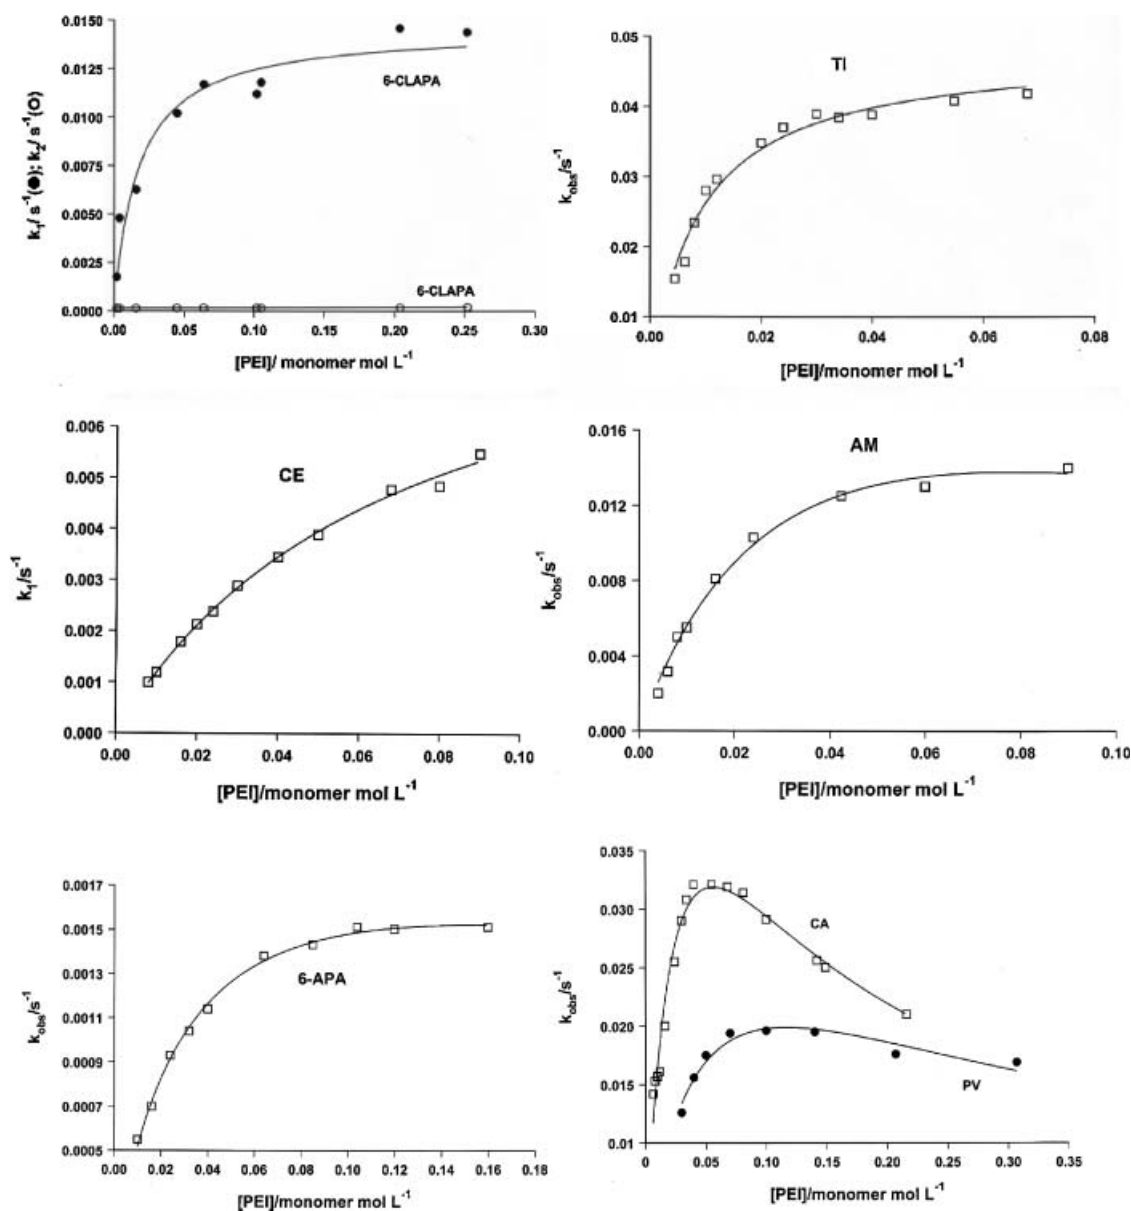 0.0150
0.0125
0.0100
0.0075
0.0050
0.0025
0.0000
k₁/ s⁻¹(●); k₂/ s⁻¹(O)
6-CLAPA
6-CLAPA
0.00 0.05 0.10 0.15 0.20 0.25 0.30
[PEI]/ monomer mol L⁻¹
0.05
0.04
0.03
0.02
0.01
k_obs/s⁻¹
TI
0.00 0.02 0.04 0.06 0.08
[PEI]/monomer mol L⁻¹
0.006
0.005
0.004
0.003
0.002
0.001
0.000
k₁/s⁻¹
CE
0.00 0.02 0.04 0.06 0.08 0.10
[PEI]/monomer mol L⁻¹
0.016
0.012
0.008
0.004
0.000
k_obs/s⁻¹
AM
0.00 0.02 0.04 0.06 0.08 0.10
[PEI]/monomer mol L⁻¹
0.0017
0.0015
0.0013
0.0011
0.0009
0.0007
0.0005
k_obs/s⁻¹
6-APA
0.00 0.02 0.04 0.06 0.08 0.10 0.12 0.14 0.16 0.18
[PEI]/monomer mol L⁻¹
0.035
0.030
0.025
0.020
0.015
0.01
k_obs/s⁻¹
CA
PV
0 0.05 0.10 0.15 0.20 0.25 0.30 0.35
[PEI]/monomer mol L⁻¹